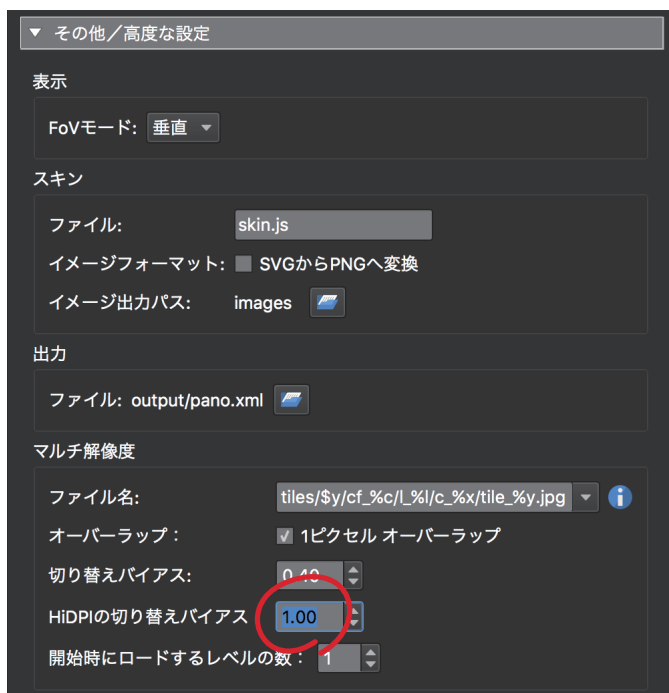 その他／高度な設定
表示
FoVモード: 垂直
スキン
ファイル: skin.js
イメージフォーマット: SVGからPNGへ変換
イメージ出力パス: images
出力
ファイル: output/pano.xml
マルチ解像度
ファイル名: tiles/$y/cf_%c/l_%l/c_%x/tile_%y.jpg
オーバーラップ： 1ピクセル オーバーラップ
切り替えバイアス: 0.40
HiDPIの切り替えバイアス 1.00
開始時にロードするレベルの数： 1